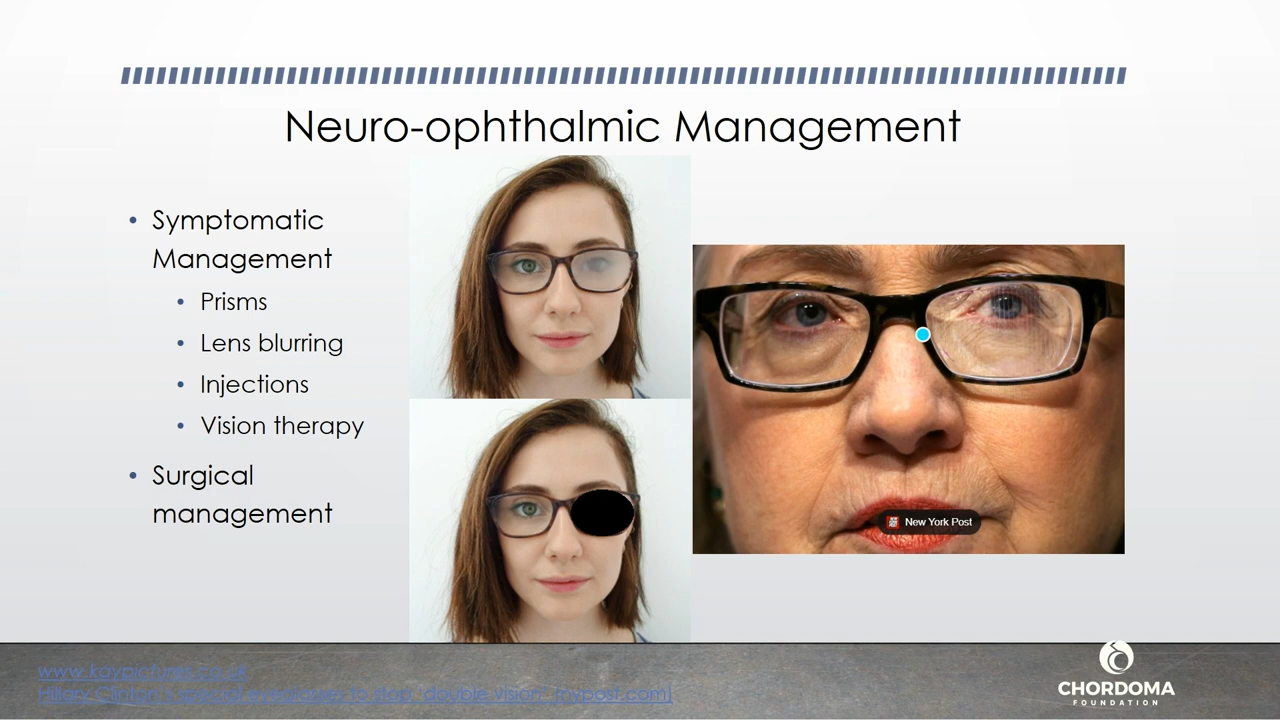 Neuro-ophthalmic Management
• Symptomatic
Management
• Prisms
• Lens blurring
• Injections
• Vision therapy
• Surgical
management
New York Post
www.kaypictures.co.uk
Hillary Clinton's special eyeglasses to stop 'double vision' (nypost.com)
CHORDOMA
FOUNDATION